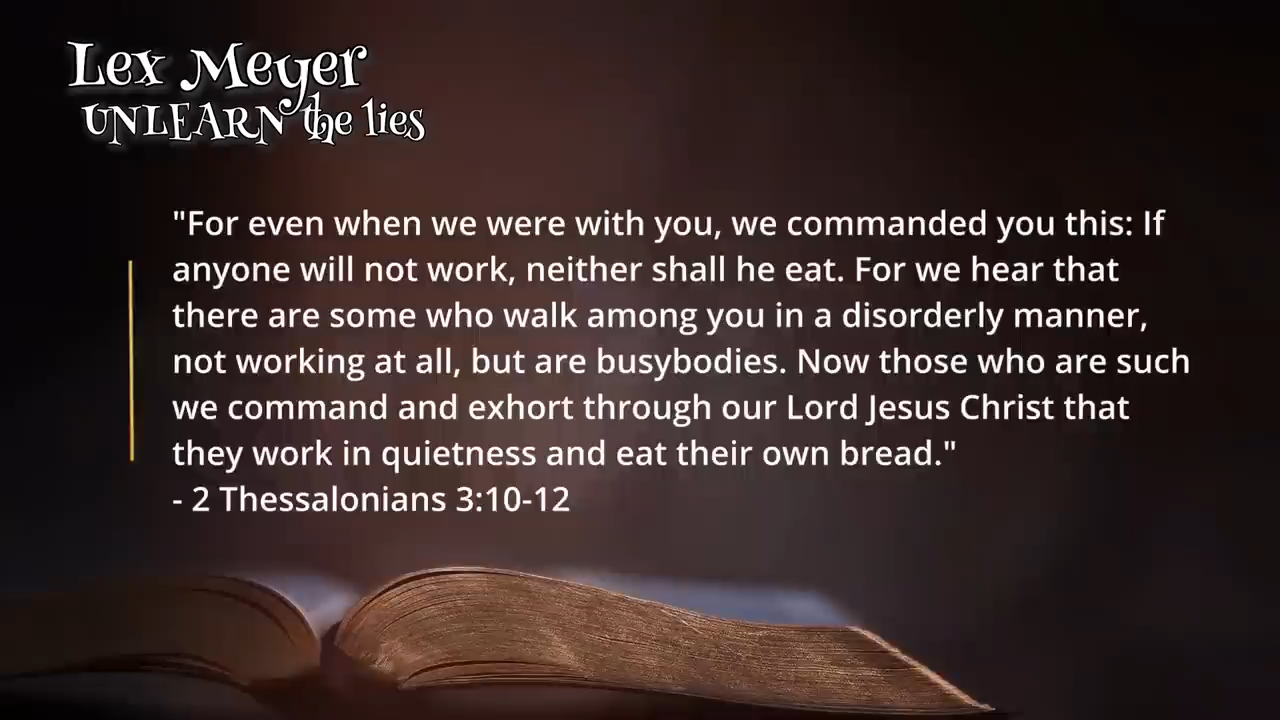 Lex Meyer
UNLEARN the lies
"For even when we were with you, we commanded you this: If
anyone will not work, neither shall he eat. For we hear that
there are some who walk among you in a disorderly manner,
not working at all, but are busybodies. Now those who are such
we command and exhort through our Lord Jesus Christ that
they work in quietness and eat their own bread."
- 2 Thessalonians 3:10-12